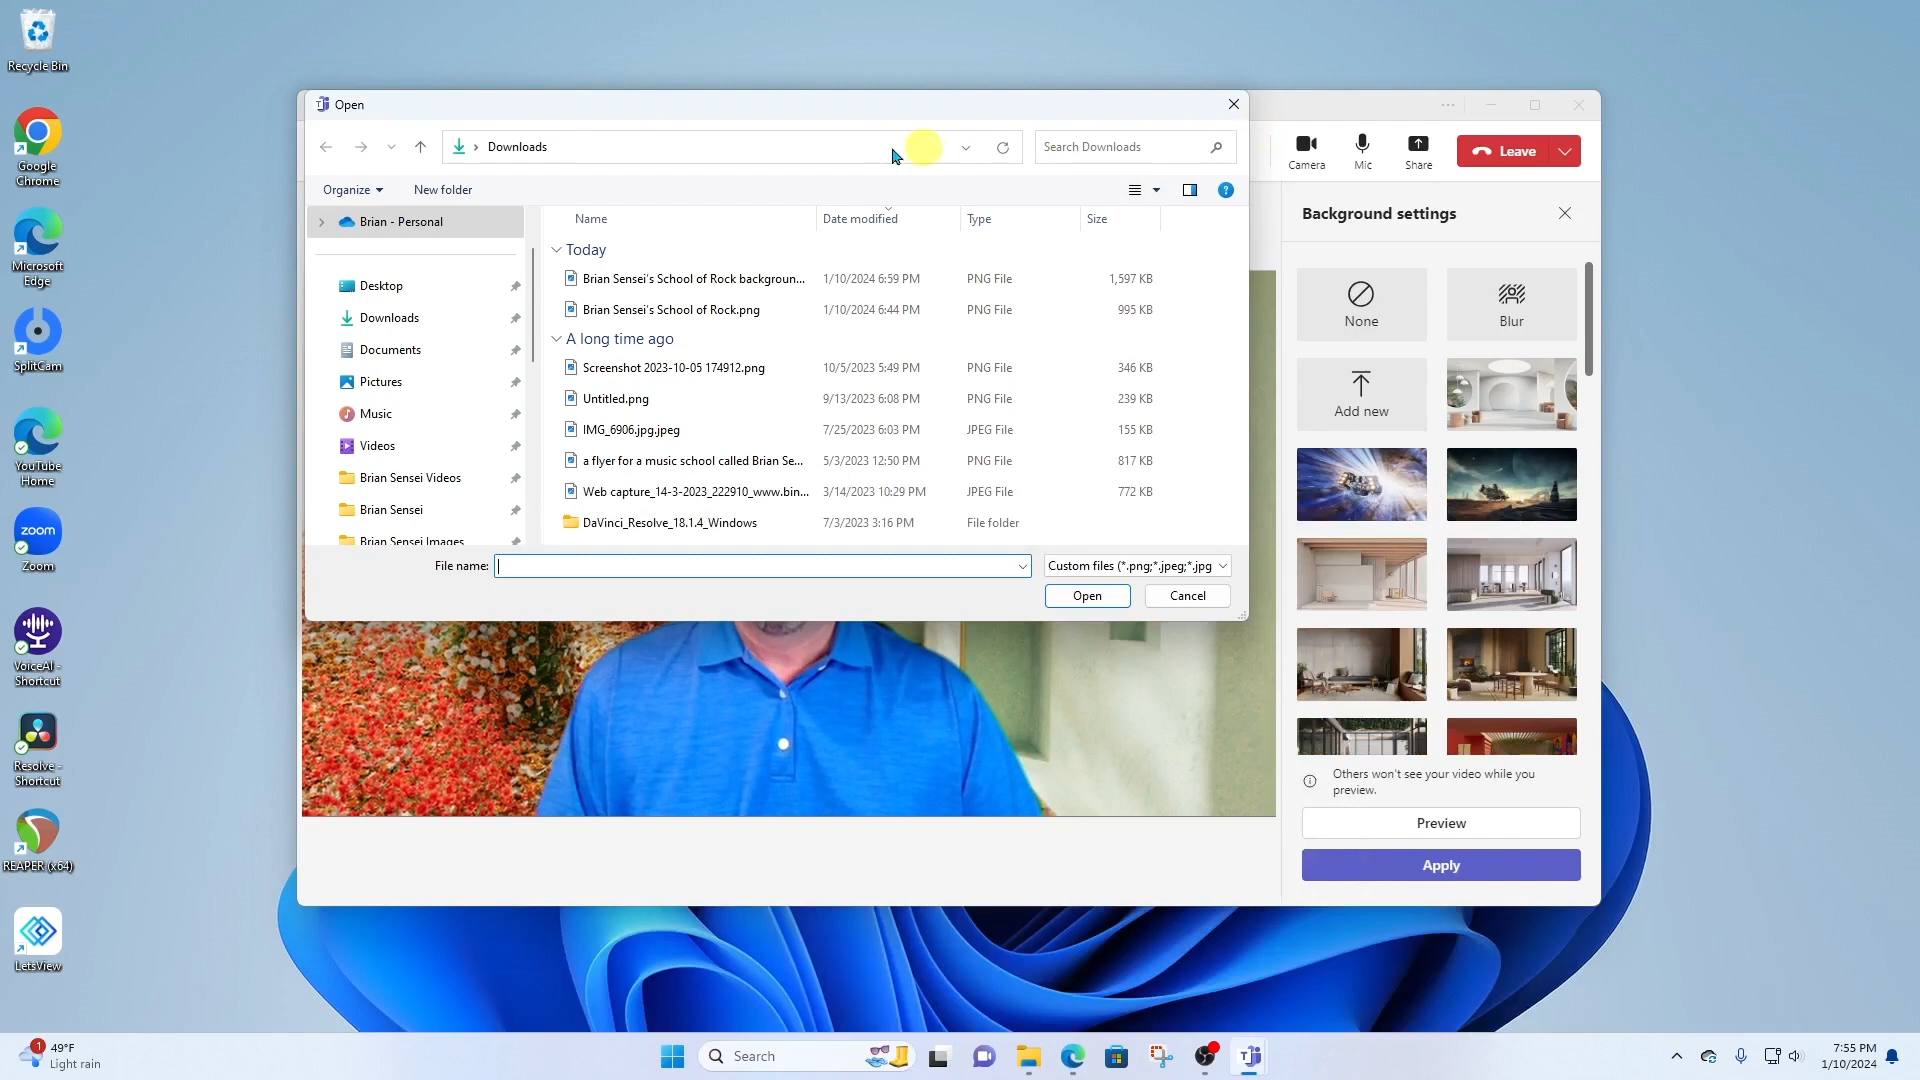 Recycle Bin
Google
Chrome
Microsoft
Edge
SplitCam
YouTube
Home
zoom
Zoom
VoiceAI -
Shortcut
Resolve -
Shortcut
REAPER (x64)
LetsView
Open
Downloads
Search Downloads
Organize
New folder
Brian - Personal
Desktop
Downloads
Documents
Pictures
Music
Videos
Brian Sensei Videos
Brian Sensei
Brian Sensei Images
Name Date modified Type Size
Today
Brian Sensei's School of Rock backgroun... 1/10/2024 6:59 PM PNG File 1,597 KB
Brian Sensei's School of Rock.png 1/10/2024 6:44 PM PNG File 995 KB
A long time ago
Screenshot 2023-10-05 174912.png 10/5/2023 5:49 PM PNG File 346 KB
Untitled.png 9/13/2023 6:08 PM PNG File 239 KB
IMG_6906.jpg.jpeg 7/25/2023 6:03 PM JPEG File 155 KB
a flyer for a music school called Brian Se... 5/3/2023 12:50 PM PNG File 817 KB
Web capture_14-3-2023_222910_www.bin... 3/14/2023 10:29 PM JPEG File 772 KB
DaVinci_Resolve_18.1.4_Windows 7/3/2023 3:16 PM File folder
File name:
Custom files (*.png;*.jpeg;*.jpg
Open Cancel
Camera
Mic
Share
Leave
Background settings
None
Blur
Add new
Others won't see your video while you
preview.
Preview
Apply
1
49°F
Light rain
Search
7:55 PM
1/10/2024